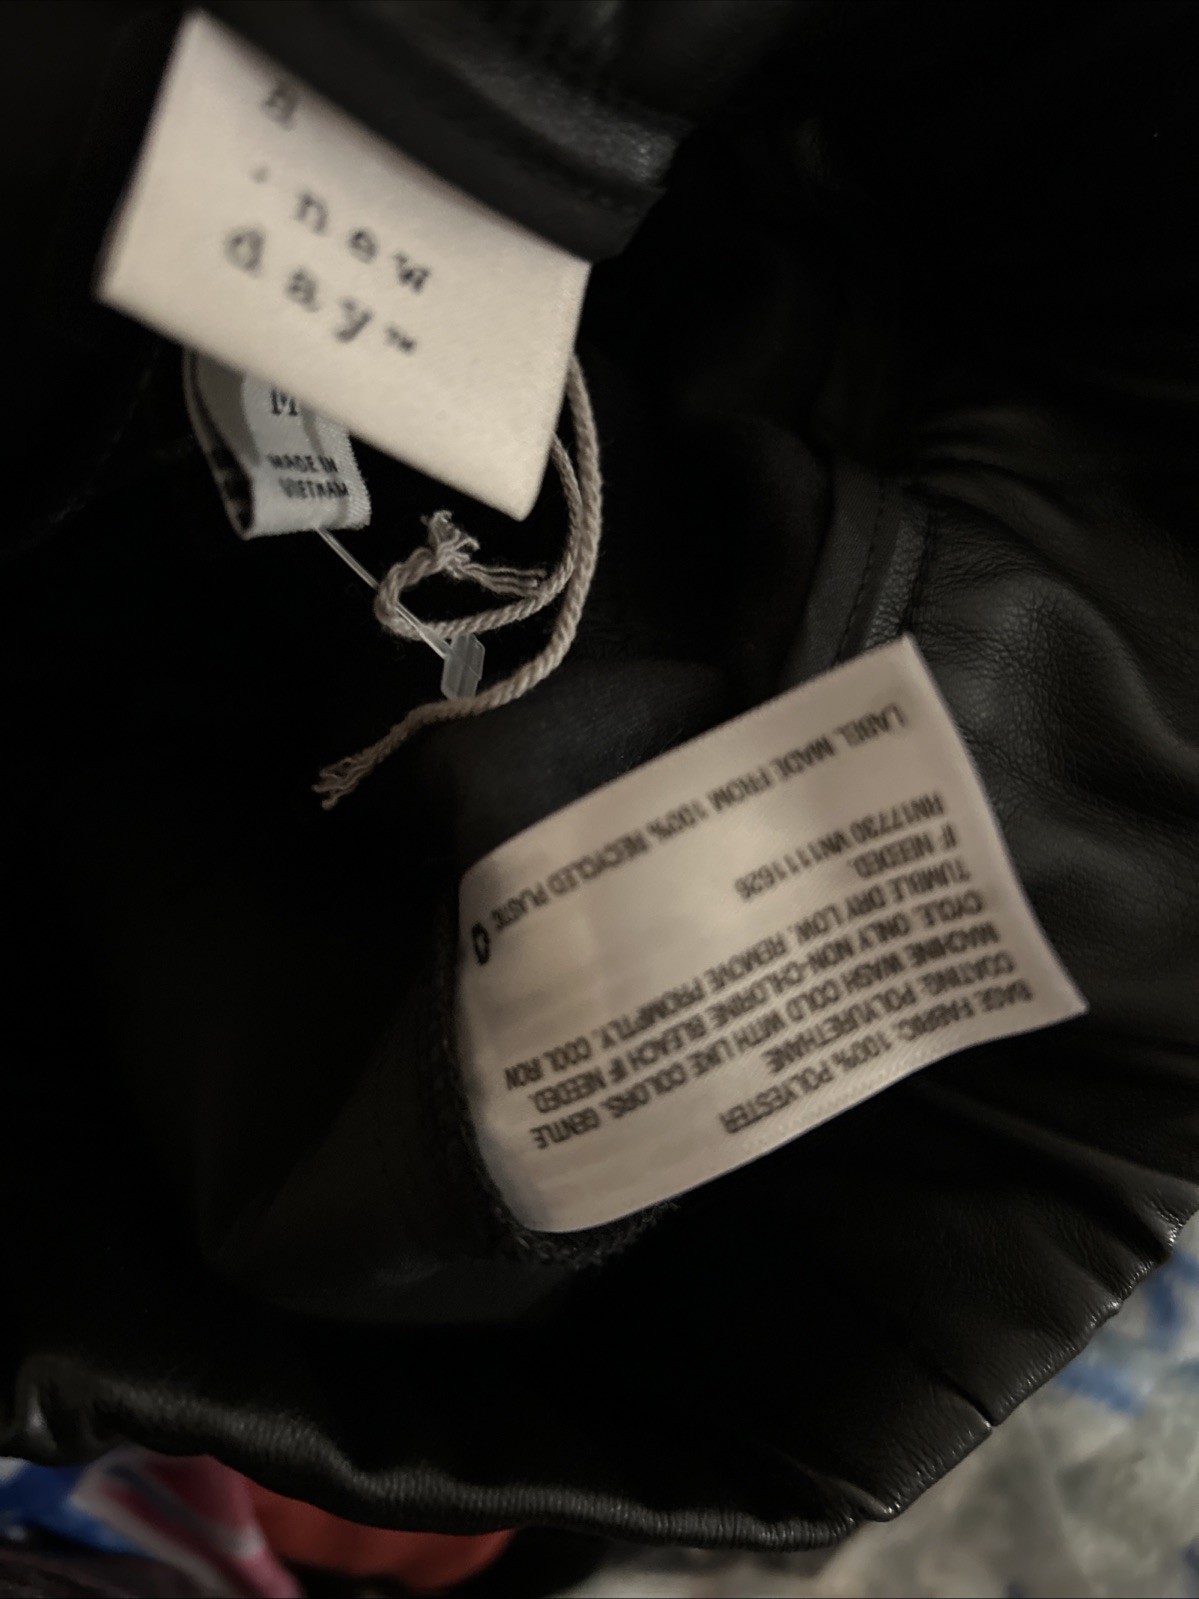 a
new
day™
M
MADE IN
VIETNAM
BASE FABRIC: 100% POLYESTER
COATING: POLYURETHANE
MACHINE WASH COLD WITH LIKE COLORS. GENTLE
CYCLE. ONLY NON-CHLORINE BLEACH IF NEEDED.
TUMBLE DRY LOW. REMOVE PROMPTLY. COOL IRON
IF NEEDED.
RN17730 VN1111626
LABEL MADE FROM 100% RECYCLED PLASTIC